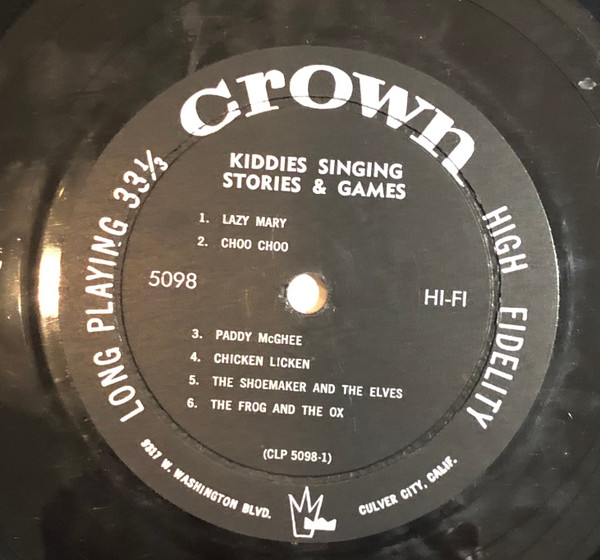 crown
KIDDIES SINGING
STORIES & GAMES
1. LAZY MARY
2. CHOO CHOO
5098
HI-FI
3. PADDY McGHEE
4. CHICKEN LICKEN
5. THE SHOEMAKER AND THE ELVES
6. THE FROG AND THE OX
(CLP 5098-1)
LONG PLAYING 33⅓
HIGH FIDELITY
9317 W. WASHINGTON BLVD.
CULVER CITY, CALIF.